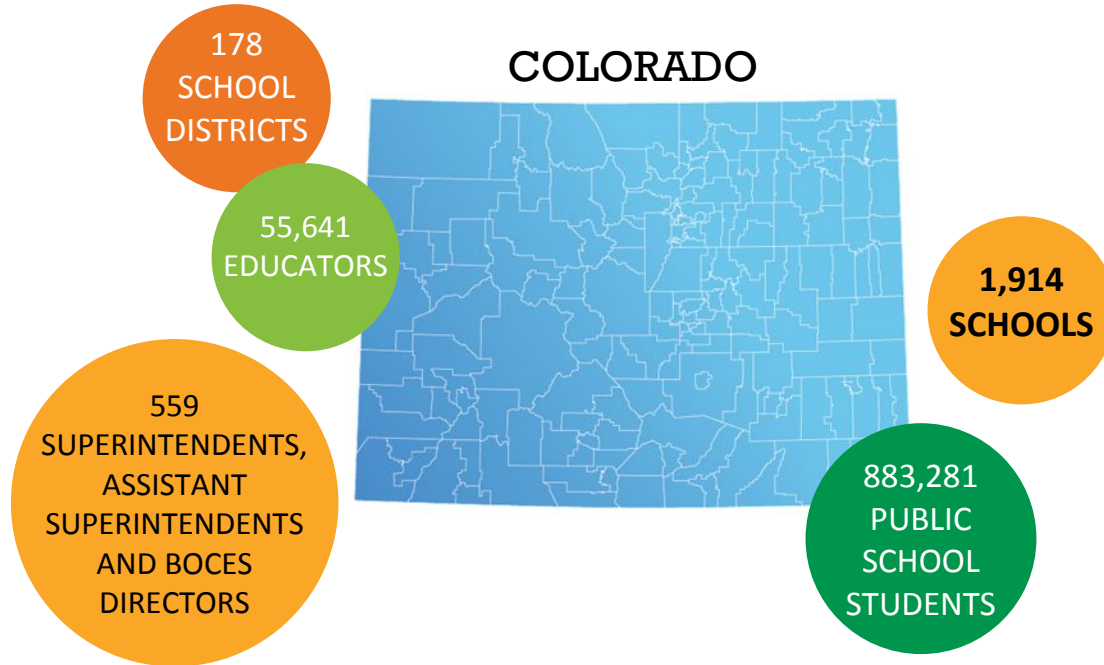 178
SCHOOL
DISTRICTS
COLORADO
55,641
EDUCATORS
1,914
SCHOOLS
559
SUPERINTENDENTS,
ASSISTANT
SUPERINTENDENTS
AND BOCES
DIRECTORS
883,281
PUBLIC
SCHOOL
STUDENTS